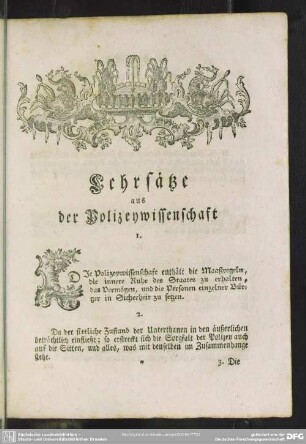 Lehrsätze
aus
der Polizeywissenschaft
1.
Die Polizeywissenschaft enthält die Maasregeln,
die innere Ruhe des Staates zu erhalten,
das Vermögen, und die Personen einzelner Bür-
ger in Sicherheit zu setzen.
2.
Da der sittliche Zustand der Unterthanen in den äußerlichen
beträchtlich einfließt; so erstreckt sich die Sorgfalt der Polizey auch
auf die Sitten, und alles, was mit denselben im Zusammenhange
stehe.
* 3. Die